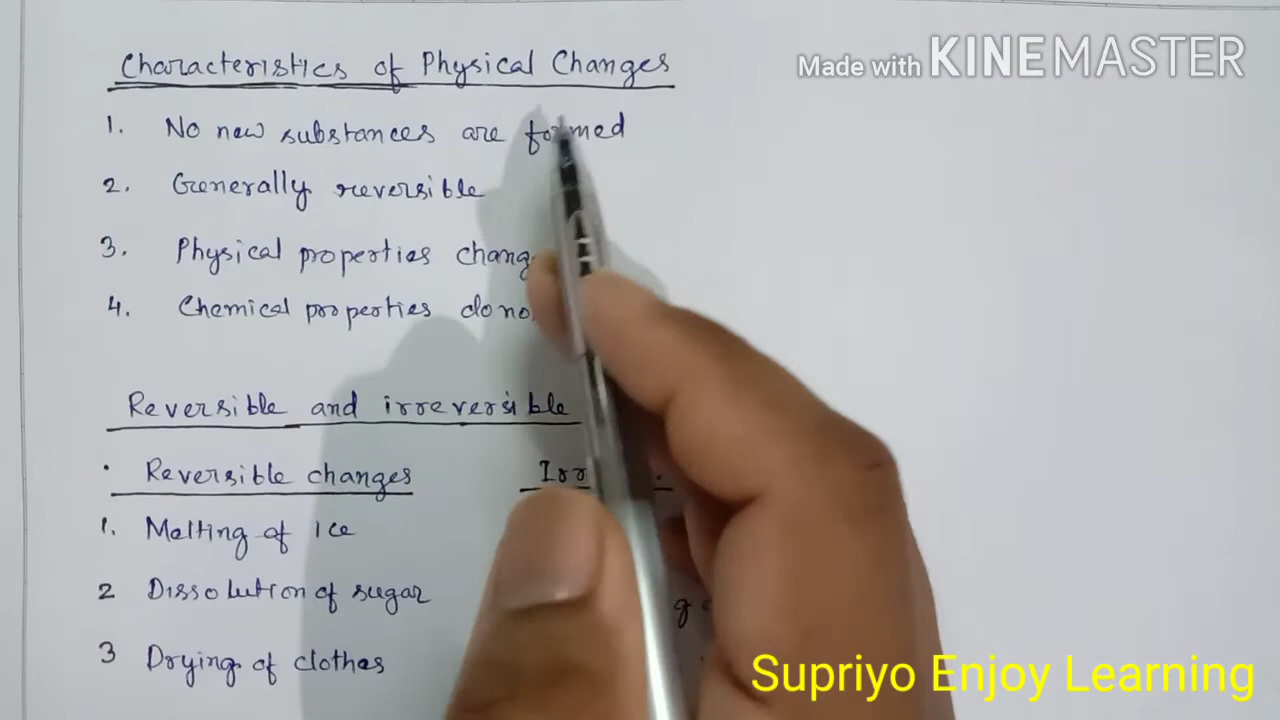 Made with KINEMASTER
Characteristics of Physical Changes
1. No new substances are formed
2. Generally reversible
3. Physical properties chang
4. Chemical properties do no
Reversible and irreversible
• Reversible changes Irr
1. Melting of Ice
2 Dissolution of sugar g
3 Drying of clothes
Supriyo Enjoy Learning